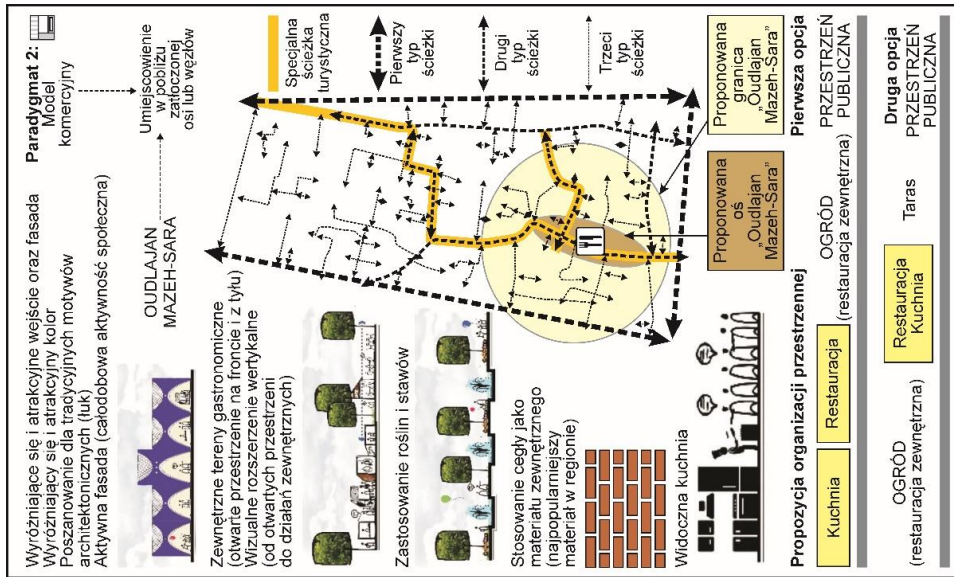 Paradygmat 2:
Model
komercyjny
Wyróżniające się i atrakcyjne wejście oraz fasada
Wyróżniający się i atrakcyjny kolor
Poszanowanie dla tradycyjnych motywów
architektonicznych (łuk)
Aktywna fasada (całodobowa aktywność społeczna)
OUDLAJAN
MAZEH-SARA
Umiejscowienie
w pobliżu
zatłoczonej
osi lub węzłów
Zewnętrzne tereny gastronomiczne
(otwarte przestrzenie na froncie i z tyłu)
Wizualne rozszerzenie wertykalne
(od otwartych przestrzeni
do działań zewnętrznych)
Zastosowanie roślin i stawów
Stosowanie cegły jako
materiału zewnętrznego
(najpopularniejszy
materiał w regionie)
Widoczna kuchnia
Specjalna
ścieżka
turystyczna
Pierwszy
typ
ścieżki
Drugi
typ
ścieżki
Trzeci
typ
ścieżki
Proponowana
oś
„Oudlajan
Mazeh-Sara”
Proponowana
granica
„Oudlajan
Mazeh-Sara”
Propozycja organizacji przestrzennej
Pierwsza opcja
Kuchnia
Restauracja
OGRÓD
(restauracja zewnętrzna)
PRZESTRZEŃ
PUBLICZNA
Druga opcja
OGRÓD
(restauracja zewnętrzna)
Restauracja
Kuchnia
Taras
PRZESTRZEŃ
PUBLICZNA